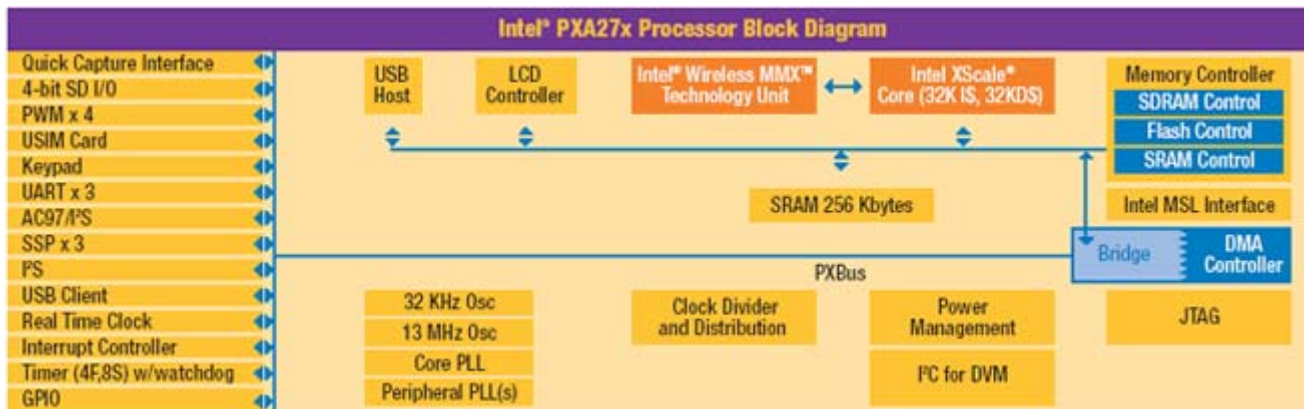 Intel® PXA27x Processor Block Diagram
Quick Capture Interface
4-bit SD I/O
PWM x 4
USIM Card
Keypad
UART x 3
AC97/I²S
SSP x 3
I²S
USB Client
Real Time Clock
Interrupt Controller
Timer (4F,8S) w/watchdog
GPIO
USB
Host
LCD
Controller
Intel® Wireless MMX™
Technology Unit
Intel XScale®
Core (32K I$, 32KD$)
Memory Controller
SDRAM Control
Flash Control
SRAM Control
SRAM 256 Kbytes
Intel MSL Interface
Bridge
DMA
Controller
PXBus
32 KHz Osc
13 MHz Osc
Core PLL
Peripheral PLL(s)
Clock Divider
and Distribution
Power
Management
I²C for DVM
JTAG